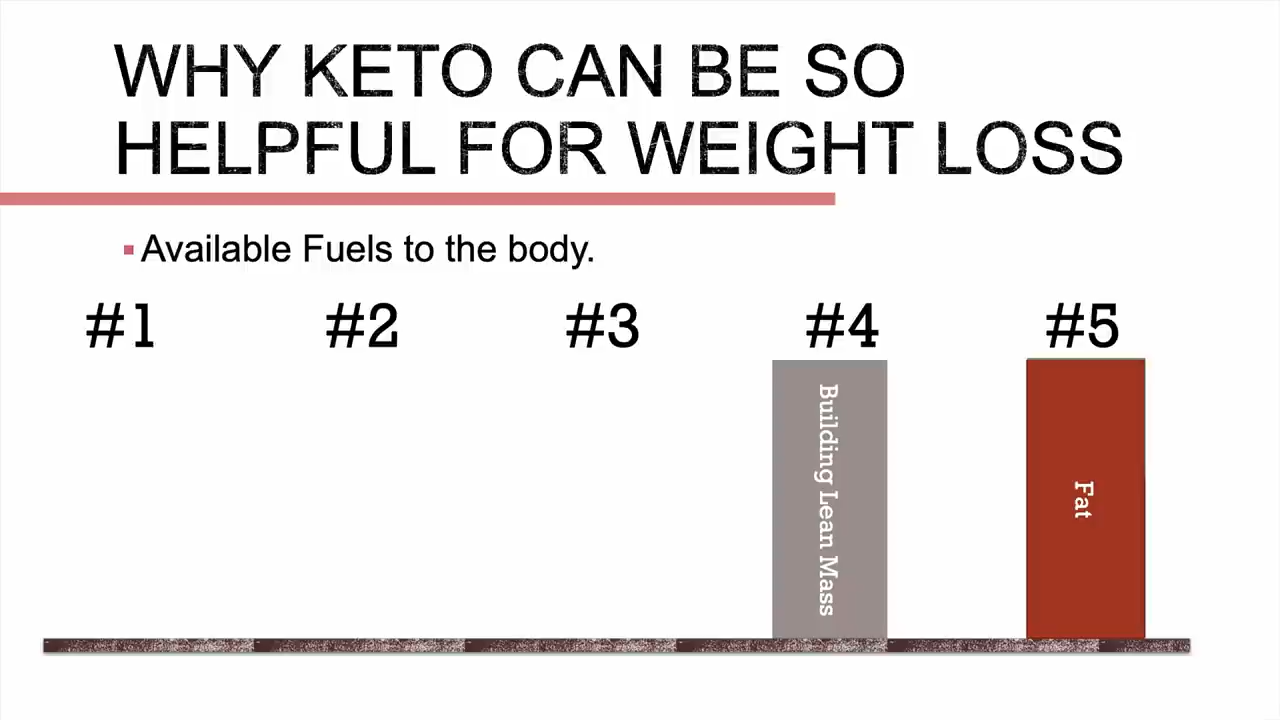 WHY KETO CAN BE SO
HELPFUL FOR WEIGHT LOSS
Available Fuels to the body.
#1 #2 #3 #4 #5
Building Lean Mass
Fat